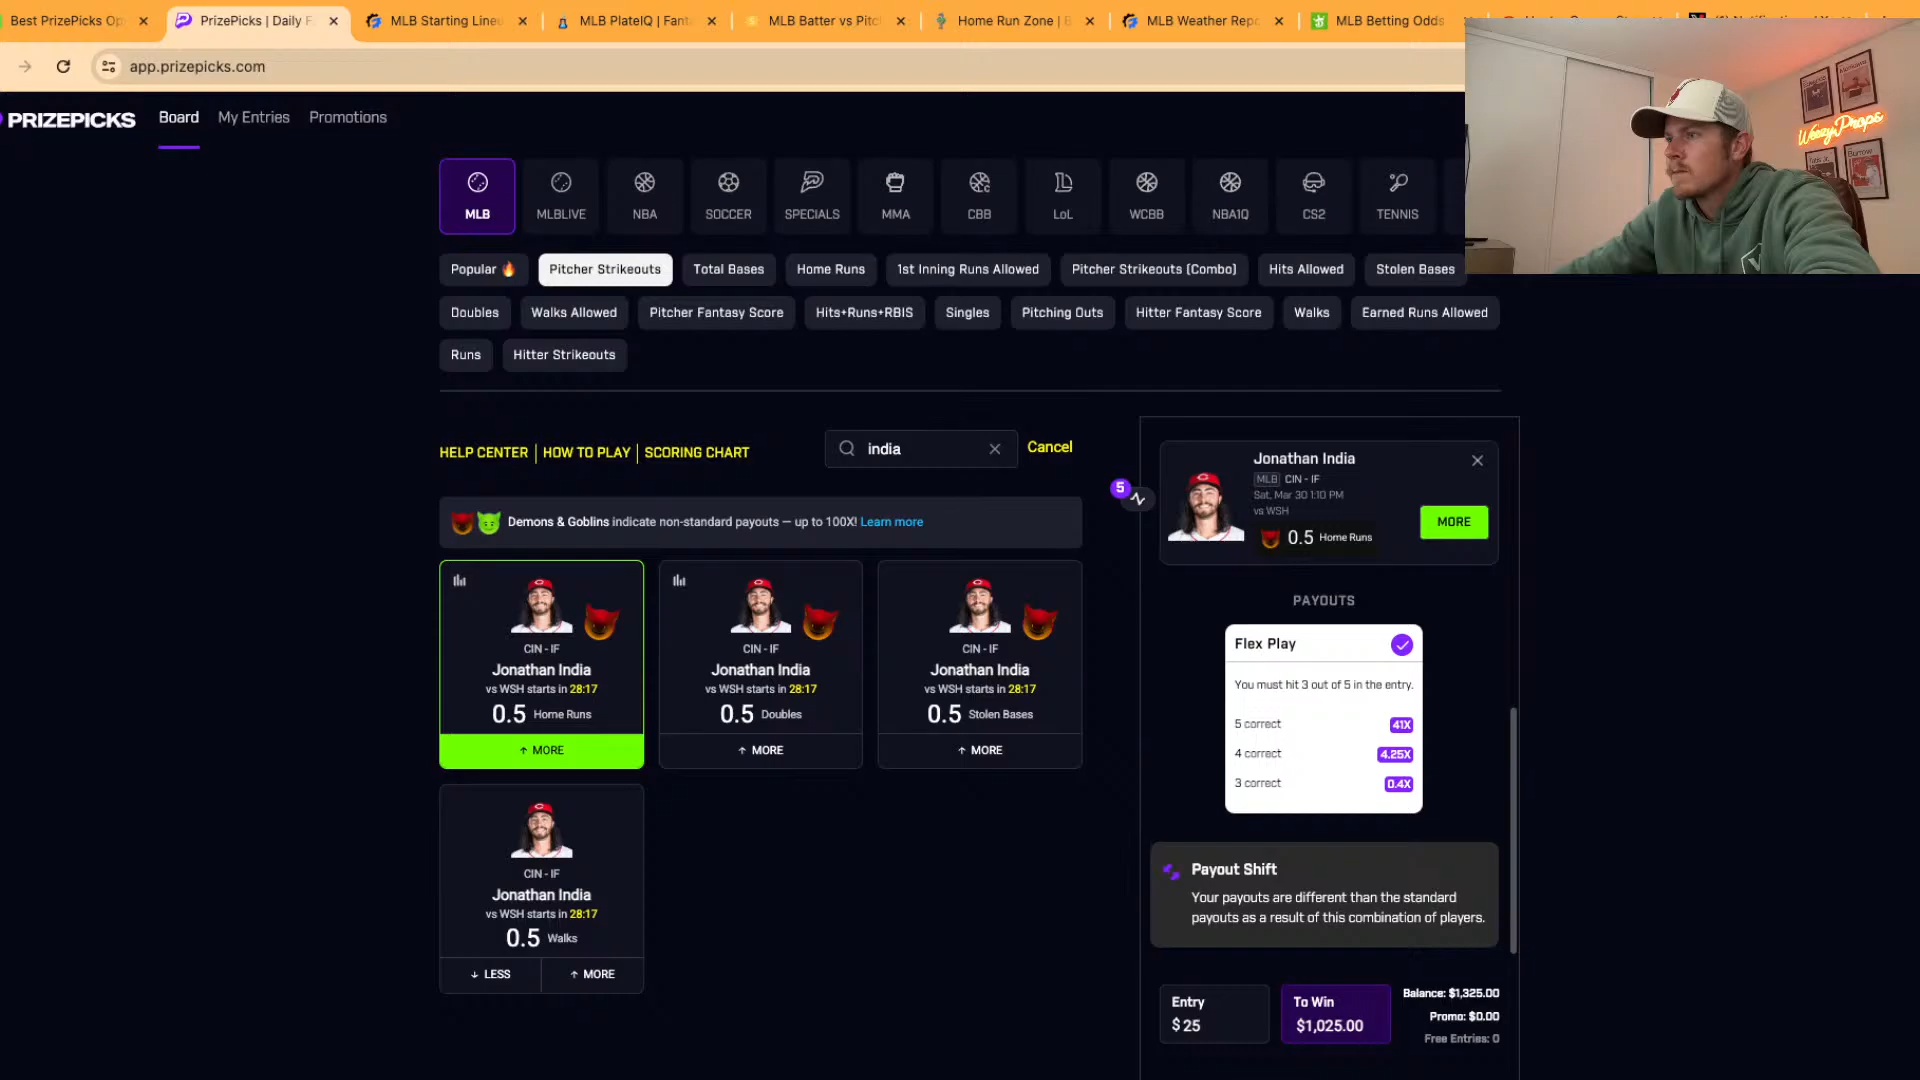 Best PrizePicks Op
PrizePicks | Daily F
MLB Starting Lineu
MLB PlateIQ | Fant
MLB Batter vs Pitc
Home Run Zone | B
MLB Weather Repo
MLB Betting Odds
app.prizepicks.com
PRIZEPICKS
Board
My Entries
Promotions
MLB
MLBLIVE
NBA
SOCCER
SPECIALS
MMA
CBB
LoL
WCBB
NBA1Q
CS2
TENNIS
WeezyProps
Burrow
Popular
Pitcher Strikeouts
Total Bases
Home Runs
1st Inning Runs Allowed
Pitcher Strikeouts (Combo)
Hits Allowed
Stolen Bases
Doubles
Walks Allowed
Pitcher Fantasy Score
Hits+Runs+RBIS
Singles
Pitching Outs
Hitter Fantasy Score
Walks
Earned Runs Allowed
Runs
Hitter Strikeouts
HELP CENTER
HOW TO PLAY
SCORING CHART
india
Cancel
Demons & Goblins indicate non-standard payouts — up to 100X! Learn more
CIN - IF
Jonathan India
vs WSH starts in 28:17
0.5 Home Runs
↑ MORE
CIN - IF
Jonathan India
vs WSH starts in 28:17
0.5 Doubles
↑ MORE
CIN - IF
Jonathan India
vs WSH starts in 28:17
0.5 Stolen Bases
↑ MORE
CIN - IF
Jonathan India
vs WSH starts in 28:17
0.5 Walks
↓ LESS
↑ MORE
5
Jonathan India
MLB CIN - IF
Sat, Mar 30 1:10 PM
vs WSH
0.5 Home Runs
MORE
PAYOUTS
Flex Play
You must hit 3 out of 5 in the entry.
5 correct 41X
4 correct 4.25X
3 correct 0.4X
Payout Shift
Your payouts are different than the standard
payouts as a result of this combination of players.
Entry
$ 25
To Win
$1,025.00
Balance: $1,325.00
Promo: $0.00
Free Entries: 0